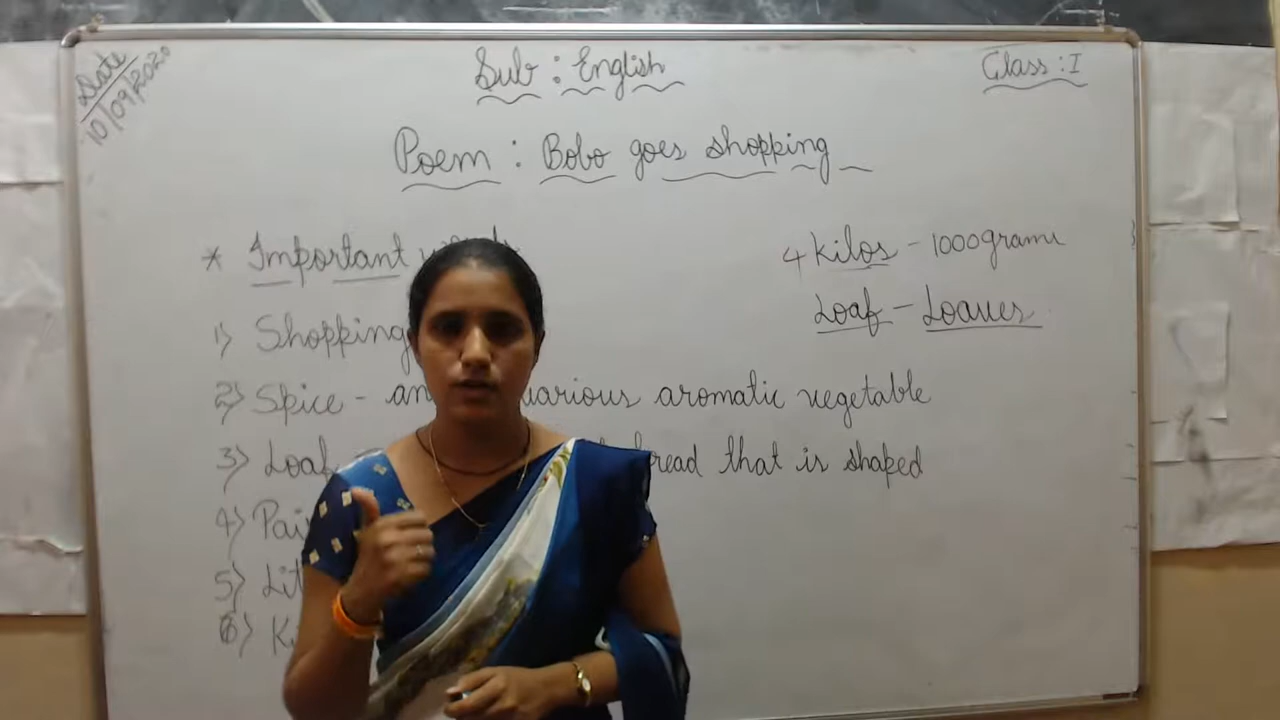 Date
10/09/2020
Sub : English
Class : I
Poem : Bobo goes shopping
* Important
1) Shopping
2) Spice - an various aromatic vegetable
3) Loaf bread that is shaped
4) Pai
5) Lit
6) Ki
4 Kilos - 1000grams
Loaf - Loaves